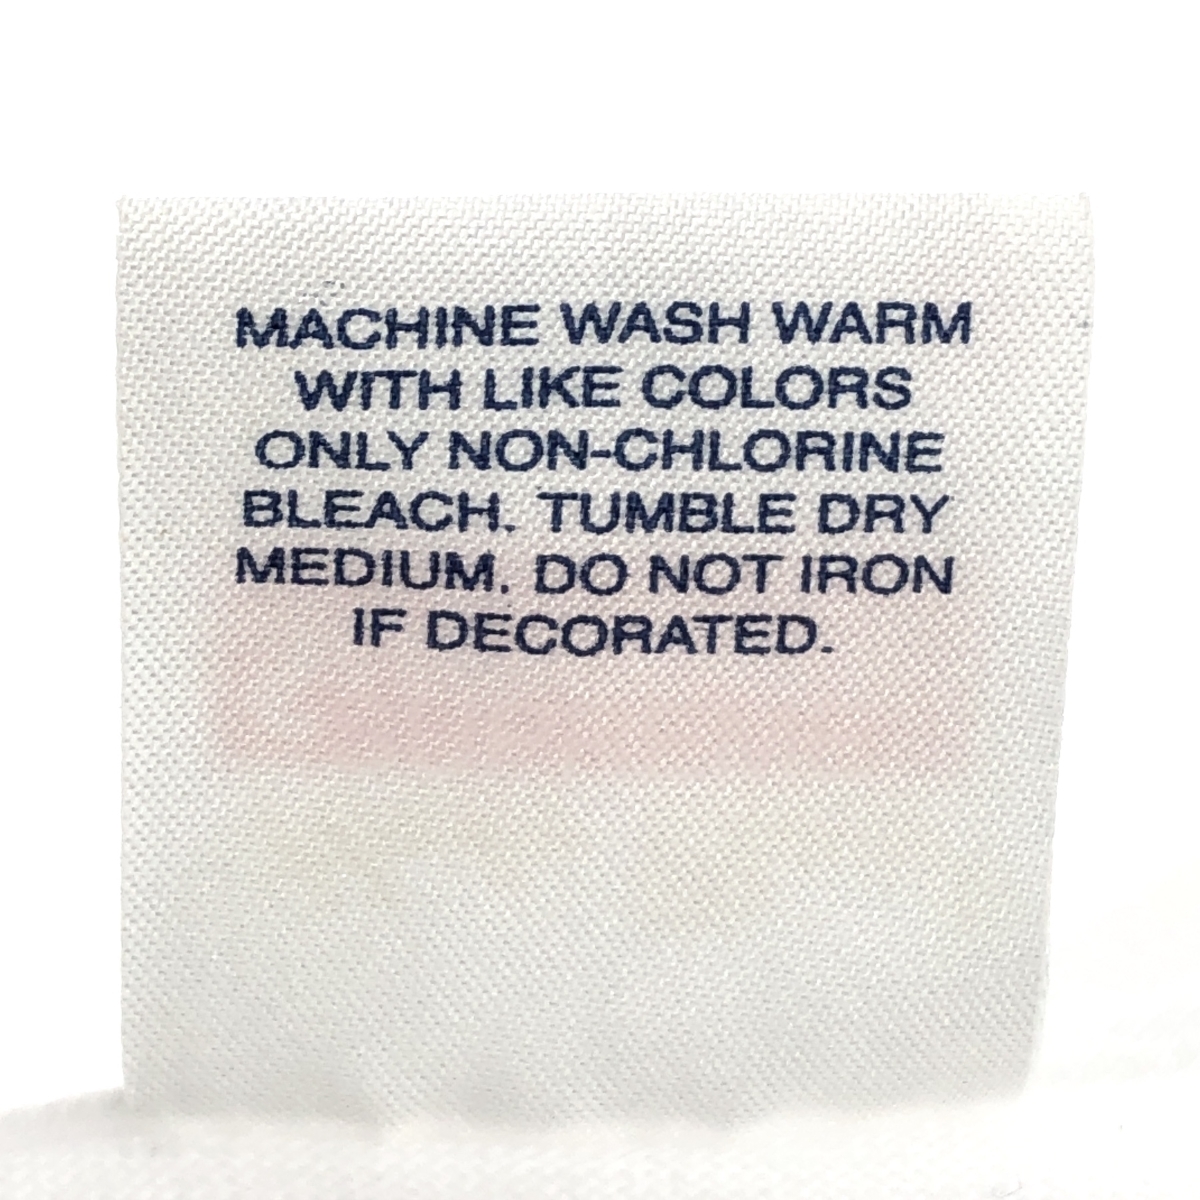 MACHINE WASH WARM
WITH LIKE COLORS
ONLY NON-CHLORINE
BLEACH. TUMBLE DRY
MEDIUM. DO NOT IRON
IF DECORATED.